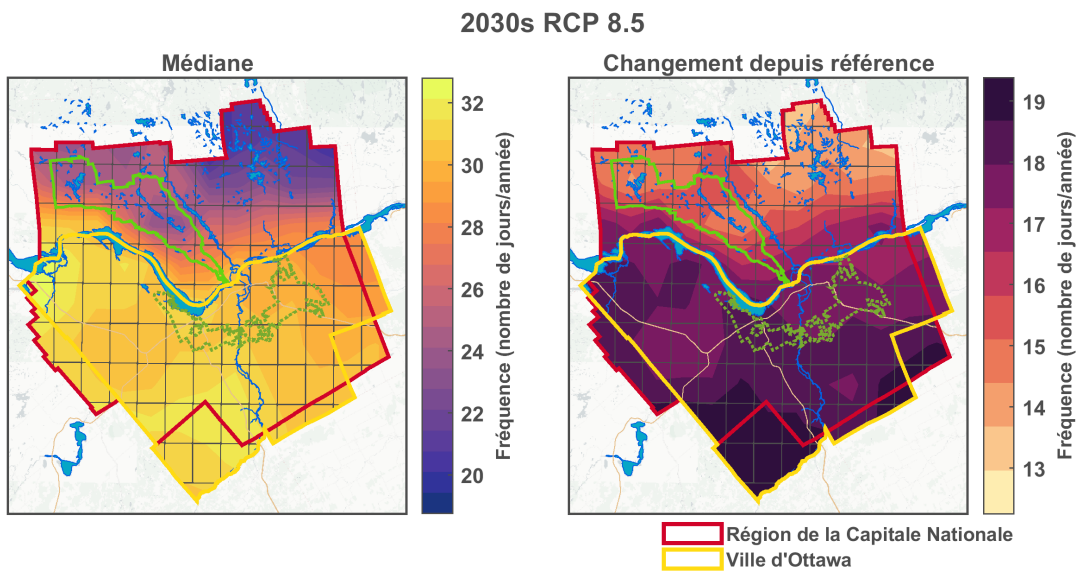 2030s RCP 8.5
Médiane
Changement depuis référence
32
30
28
26
24
22
20
Fréquence (nombre de jours/année)
19
18
17
16
15
14
13
Fréquence (nombre de jours/année)
Région de la Capitale Nationale
Ville d'Ottawa